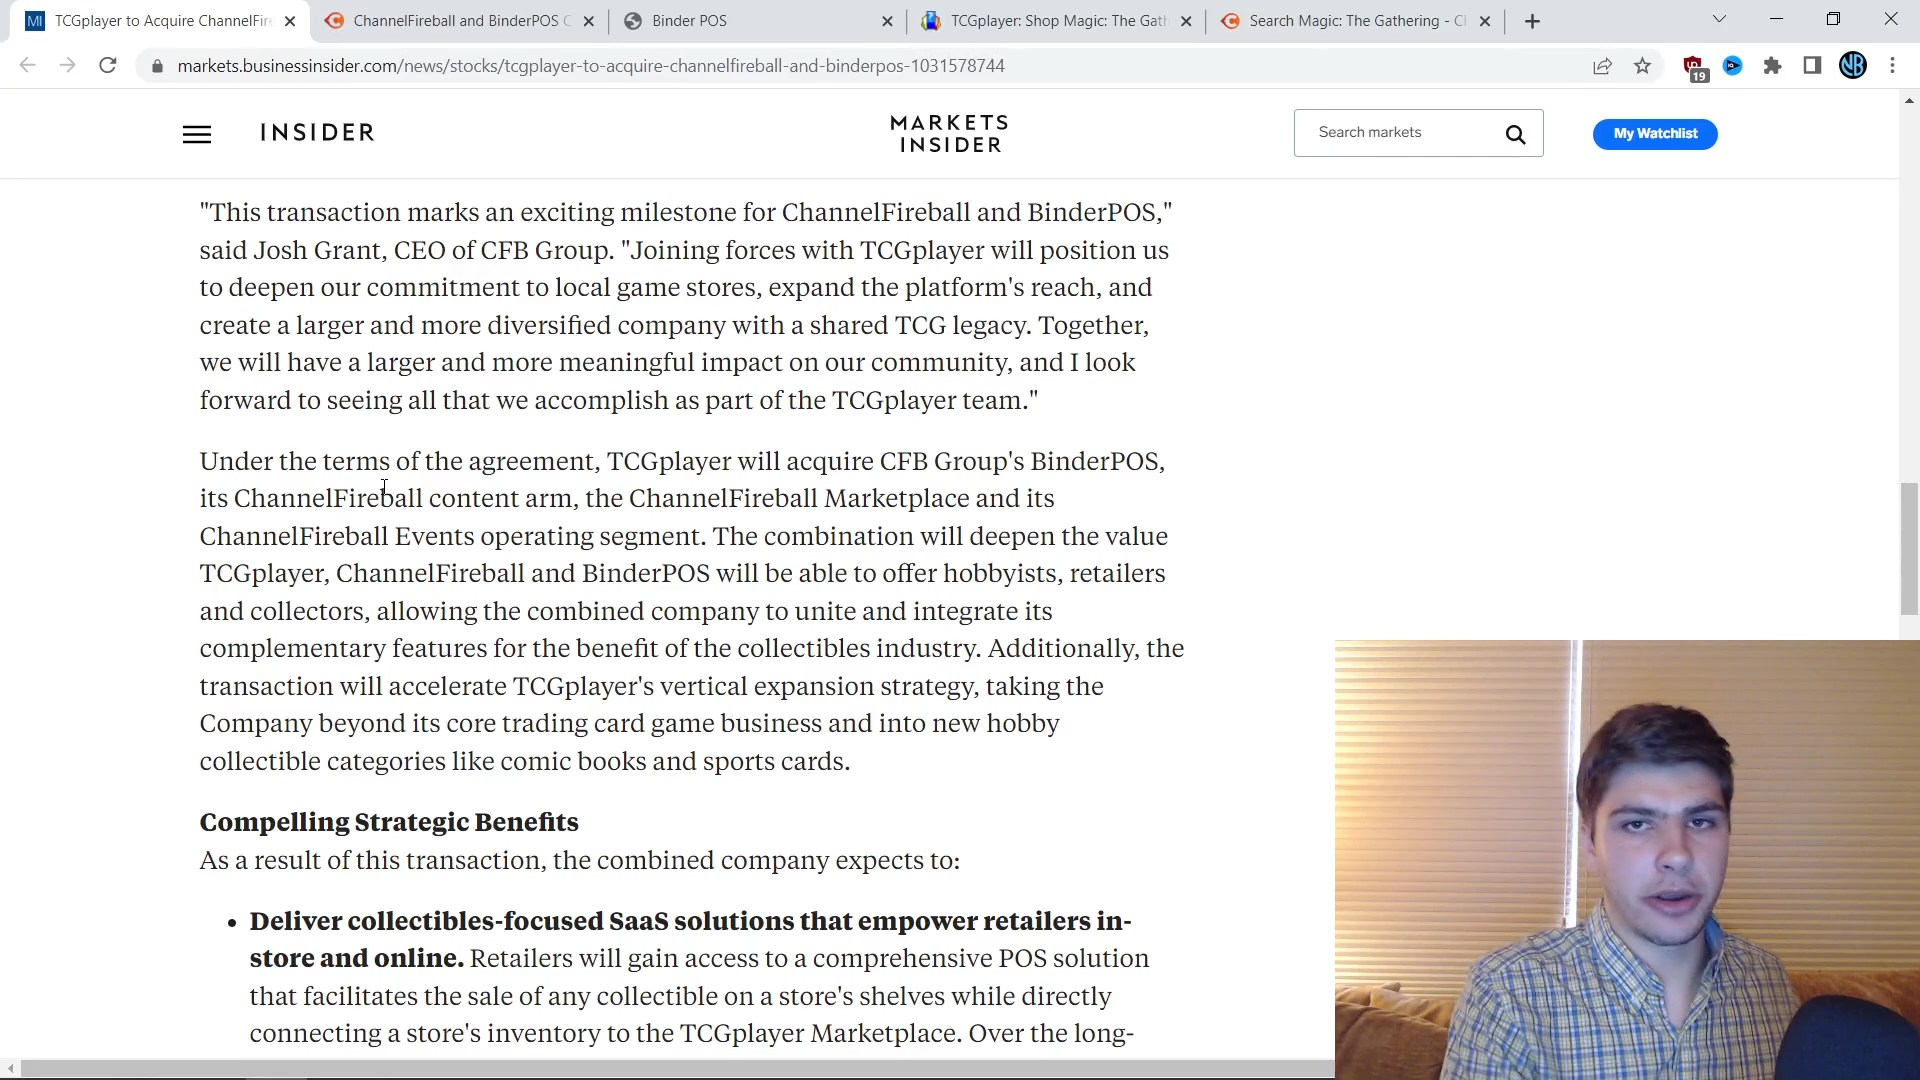 TCGplayer to Acquire ChannelFire
ChannelFireball and BinderPOS C
Binder POS
TCGplayer: Shop Magic: The Gath
Search Magic: The Gathering - Ch
markets.businessinsider.com/news/stocks/tcgplayer-to-acquire-channelfireball-and-binderpos-1031578744
19
INSIDER
MARKETS
INSIDER
Search markets
My Watchlist
"This transaction marks an exciting milestone for ChannelFireball and BinderPOS,"
said Josh Grant, CEO of CFB Group. "Joining forces with TCGplayer will position us
to deepen our commitment to local game stores, expand the platform's reach, and
create a larger and more diversified company with a shared TCG legacy. Together,
we will have a larger and more meaningful impact on our community, and I look
forward to seeing all that we accomplish as part of the TCGplayer team."
Under the terms of the agreement, TCGplayer will acquire CFB Group's BinderPOS,
its ChannelFireball content arm, the ChannelFireball Marketplace and its
ChannelFireball Events operating segment. The combination will deepen the value
TCGplayer, ChannelFireball and BinderPOS will be able to offer hobbyists, retailers
and collectors, allowing the combined company to unite and integrate its
complementary features for the benefit of the collectibles industry. Additionally, the
transaction will accelerate TCGplayer's vertical expansion strategy, taking the
Company beyond its core trading card game business and into new hobby
collectible categories like comic books and sports cards.
Compelling Strategic Benefits
As a result of this transaction, the combined company expects to:
• Deliver collectibles-focused SaaS solutions that empower retailers in-
store and online. Retailers will gain access to a comprehensive POS solution
that facilitates the sale of any collectible on a store's shelves while directly
connecting a store's inventory to the TCGplayer Marketplace. Over the long-